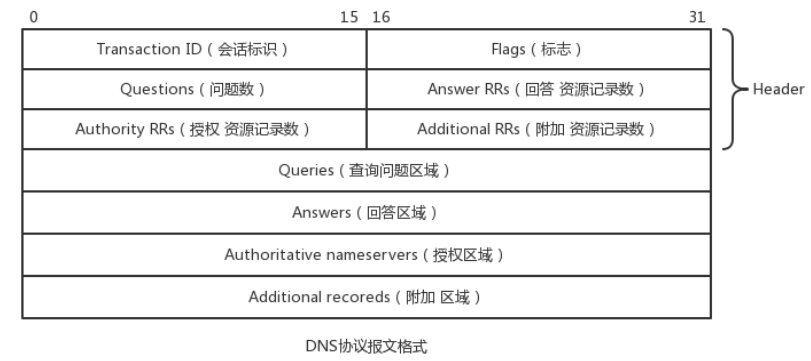 0 15 16 31
Transaction ID（会话标识） Flags（标志）
Questions（问题数） Answer RRs（回答 资源记录数） Header
Authority RRs（授权 资源记录数） Additional RRs（附加 资源记录数）
Queries（查询问题区域）
Answers（回答区域）
Authoritative nameservers（授权区域）
Additional recoreds（附加 区域）
DNS协议报文格式